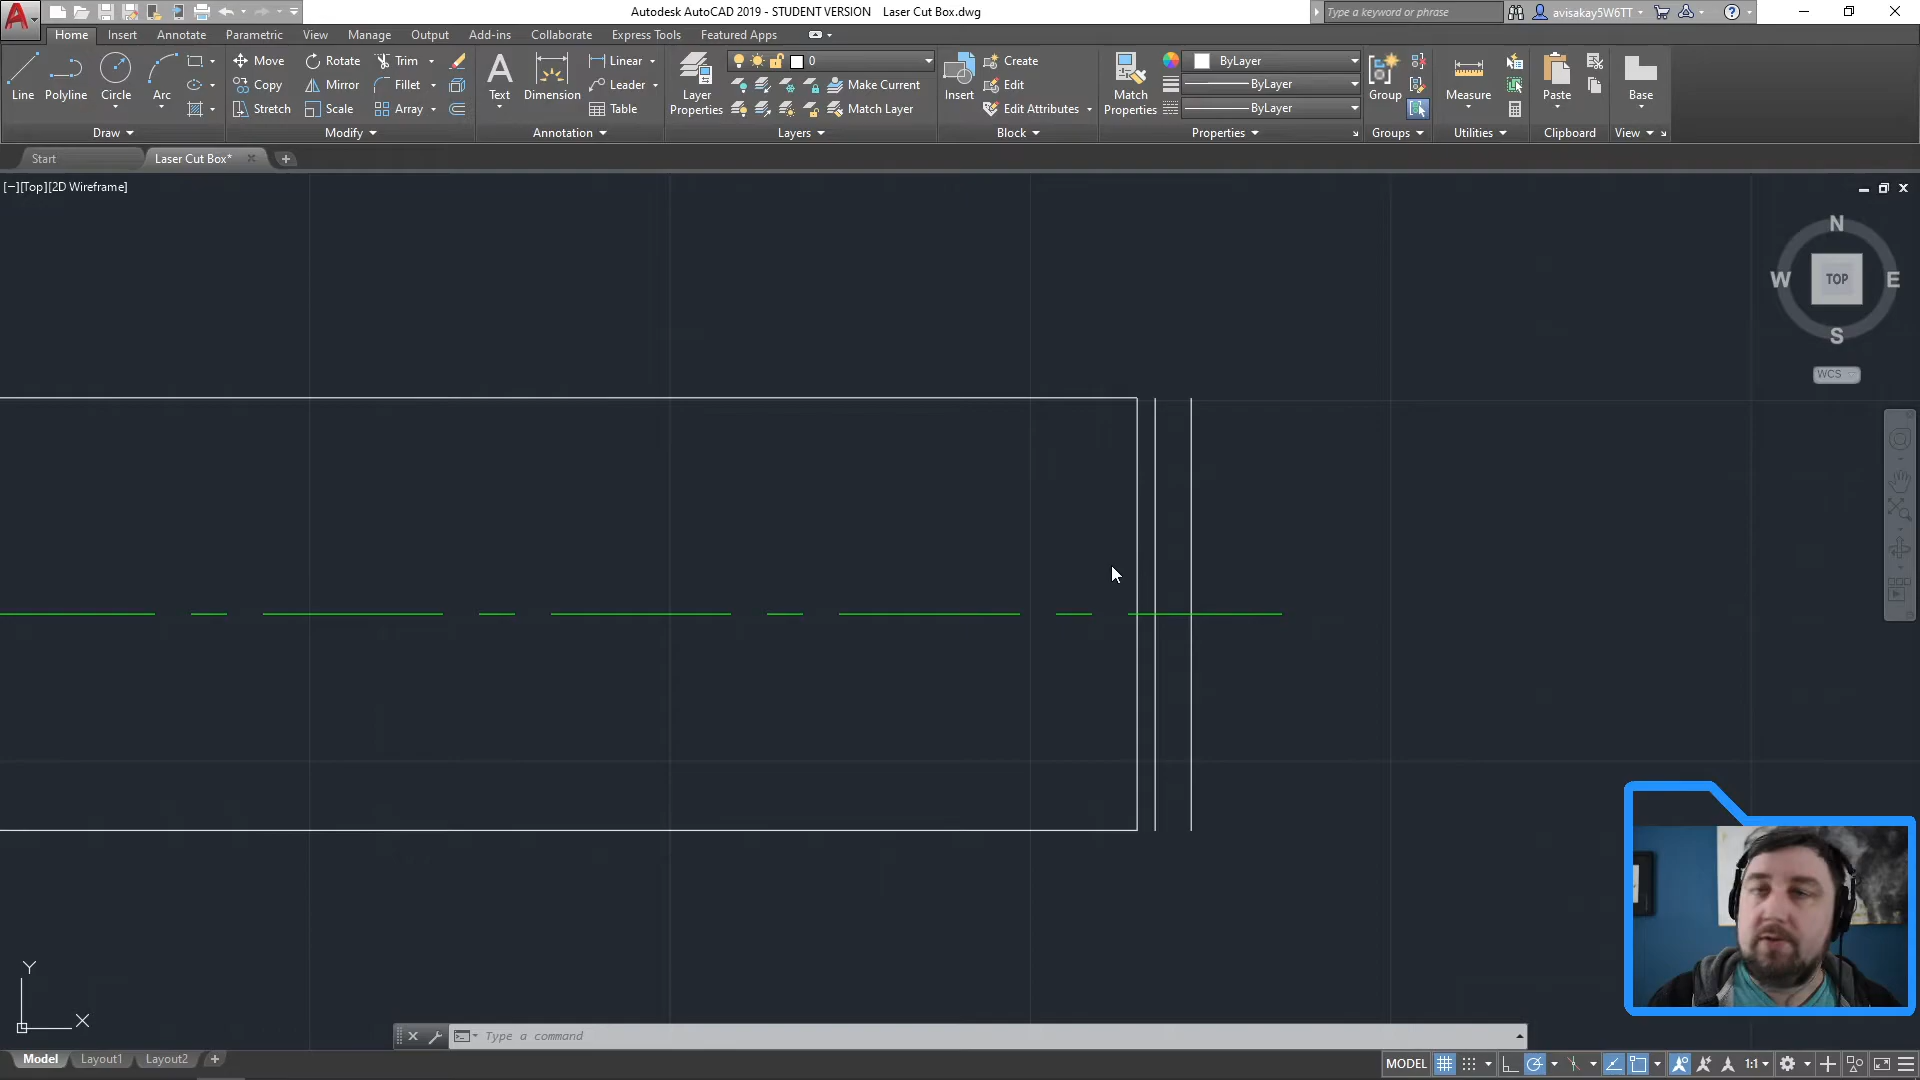 Autodesk AutoCAD 2019 - STUDENT VERSION Laser Cut Box.dwg
Type a keyword or phrase
avisakay5W6TT
Home Insert Annotate Parametric View Manage Output Add-ins Collaborate Express Tools Featured Apps
Line Polyline Circle Arc
Draw
Move Rotate Trim
Copy Mirror Fillet
Stretch Scale Array
Modify
Text Dimension
Linear
Leader
Table
Annotation
Layer Properties
0
Make Current
Match Layer
Layers
Insert
Create
Edit
Edit Attributes
Block
Match Properties
ByLayer
ByLayer
ByLayer
Properties
Group
Groups
Measure
Utilities
Paste
Clipboard
Base
View
Start Laser Cut Box*
[−][Top][2D Wireframe]
N
W TOP E
S
WCS
Y
X
Type a command
Model Layout1 Layout2
MODEL 1:1